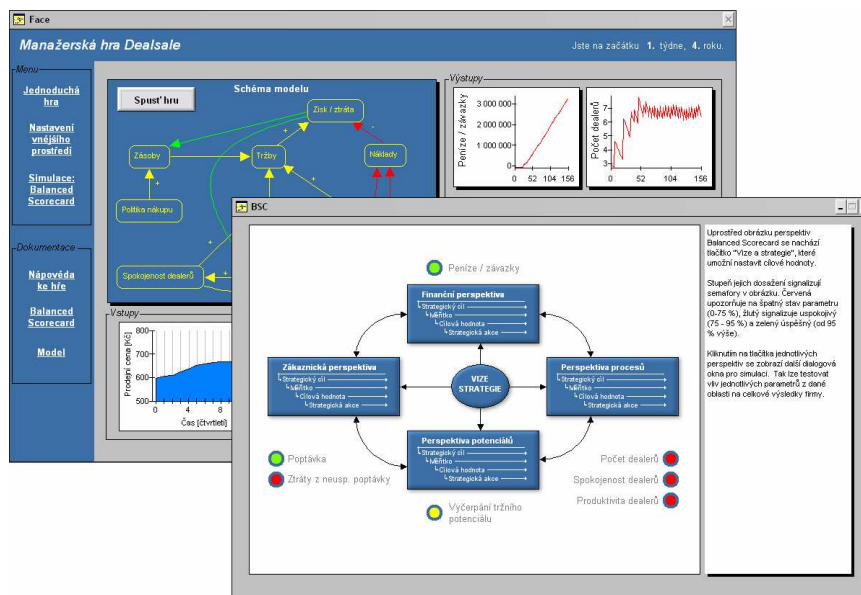 Face
Manažerská hra Dealsale
Jste na začátku 1. týdne, 4. roku.
Menu
Jednoduchá
hra
Nastavení
vnějšího
prostředí
Simulace:
Balanced
Scorecard
Dokumentace
Nápověda
ke hře
Balanced
Scorecard
Model
Spusť hru
Schéma modelu
Zisk / ztráta
Zásoby
Tržby
Náklady
Politika nákupu
Spokojenost dealerů
+
+
-
+
+
+
+
Výstupy
Peníze / závazky
3 000 000
2 000 000
1 000 000
0
0 52 104 156
Počet dealerů
7
6
5
4
3
0 52 104 156
Vstupy
Prodejní cena [Kč]
800
700
600
500
0 4 8
Čas [čtvrtletí]
BSC
Peníze / závazky
Finanční perspektiva
Strategický cíl
Měřítko
Cílová hodnota
Strategická akce
Zákaznická perspektiva
Strategický cíl
Měřítko
Cílová hodnota
Strategická akce
VIZE
STRATEGIE
Perspektiva procesů
Strategický cíl
Měřítko
Cílová hodnota
Strategická akce
Perspektiva potenciálů
Strategický cíl
Měřítko
Cílová hodnota
Strategická akce
Poptávka
Ztráty z neusp. poptávky
Vyčerpání tržního
potenciálu
Počet dealerů
Spokojenost dealerů
Produktivita dealerů
Uprostřed obrázku perspektiv
Balanced Scorecard se nachází
tlačítko "Vize a strategie", které
umožní nastavit cílové hodnoty.
Stupeň jejich dosažení signalizují
semafory v obrázku. Červená
upozorňuje na špatný stav parametru
(0-75 %), žlutý signalizuje uspokojivý
(75 - 95 %) a zelený úspěšný (od 95
% výše).
Kliknutím na tlačítka jednotlivých
perspektiv se zobrazí další dialogová
okna pro simulaci. Tak lze testovat
vliv jednotlivých parametrů z dané
oblasti na celkové výsledky firmy.